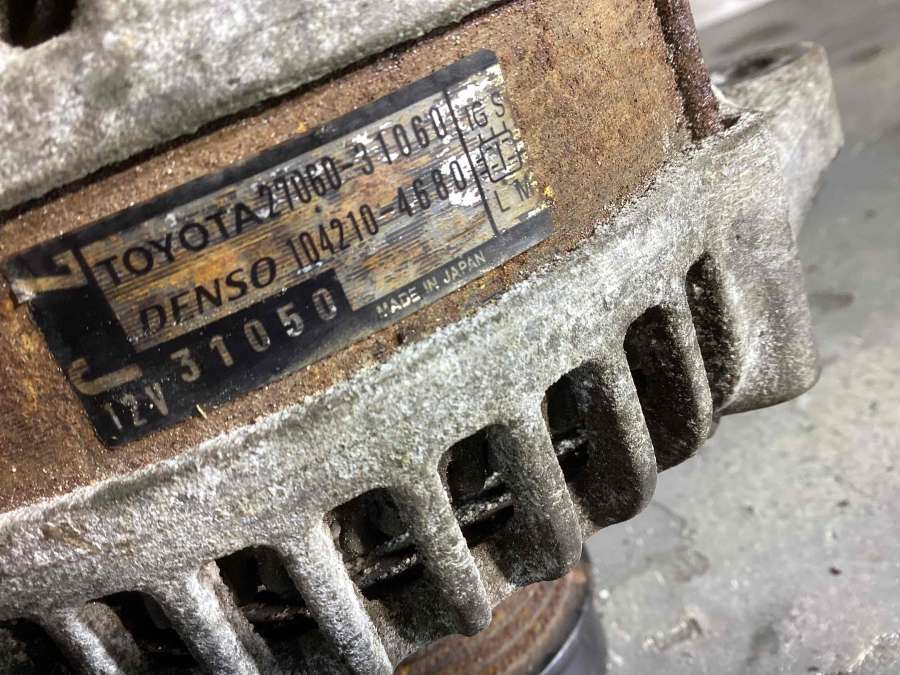 TOYOTA 27060-31060
DENSO 104210-4680
31050
12V
MADE IN JAPAN
IG S
L M